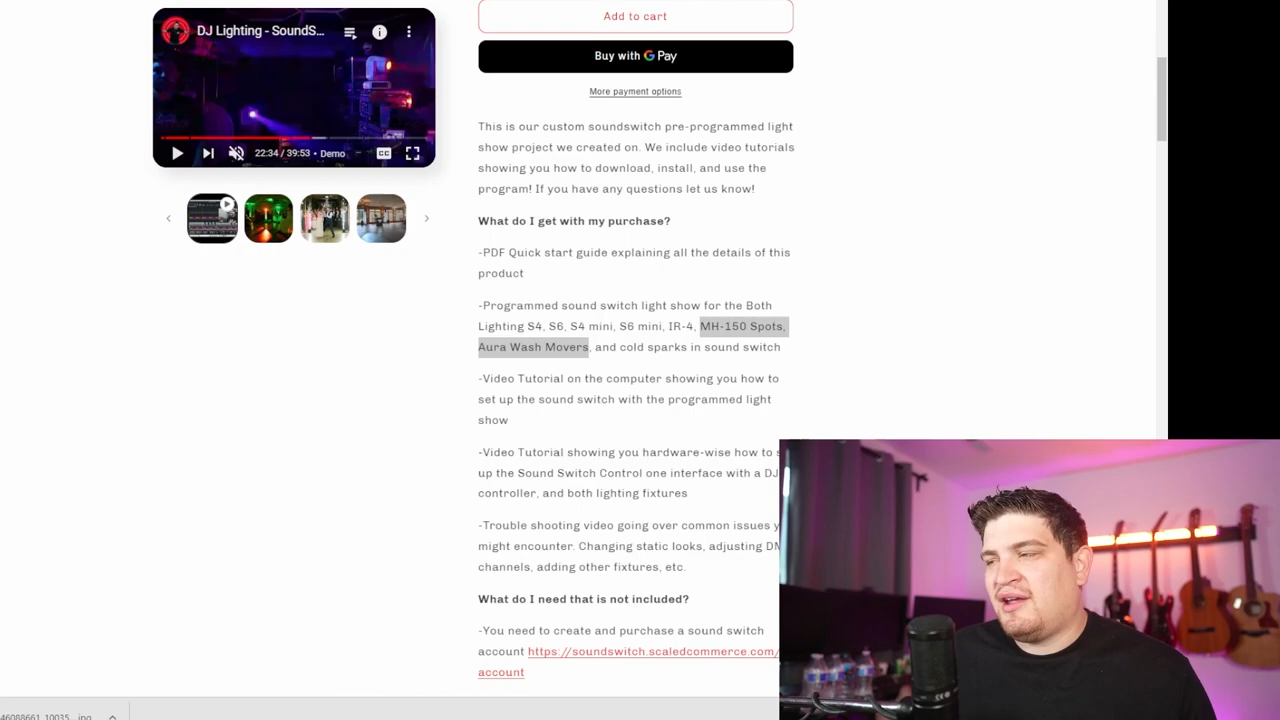 DJ Lighting - SoundS...
22:34 / 39:53 • Demo
Add to cart
Buy with G Pay
More payment options
This is our custom soundswitch pre-programmed light
show project we created on. We include video tutorials
showing you how to download, install, and use the
program! If you have any questions let us know!
What do I get with my purchase?
-PDF Quick start guide explaining all the details of this
product
-Programmed sound switch light show for the Both
Lighting S4, S6, S4 mini, S6 mini, IR-4, MH-150 Spots,
Aura Wash Movers, and cold sparks in sound switch
-Video Tutorial on the computer showing you how to
set up the sound switch with the programmed light
show
-Video Tutorial showing you hardware-wise how to s
up the Sound Switch Control one interface with a DJ
controller, and both lighting fixtures
-Trouble shooting video going over common issues y
might encounter. Changing static looks, adjusting DM
channels, adding other fixtures, etc.
What do I need that is not included?
-You need to create and purchase a sound switch
account https://soundswitch.scaledcommerce.com/
account
46088661_10035_.jpg